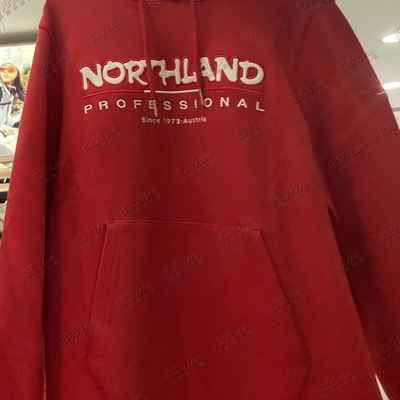 NORTHLAND
PROFESSIONAL
Since 1973-Austria